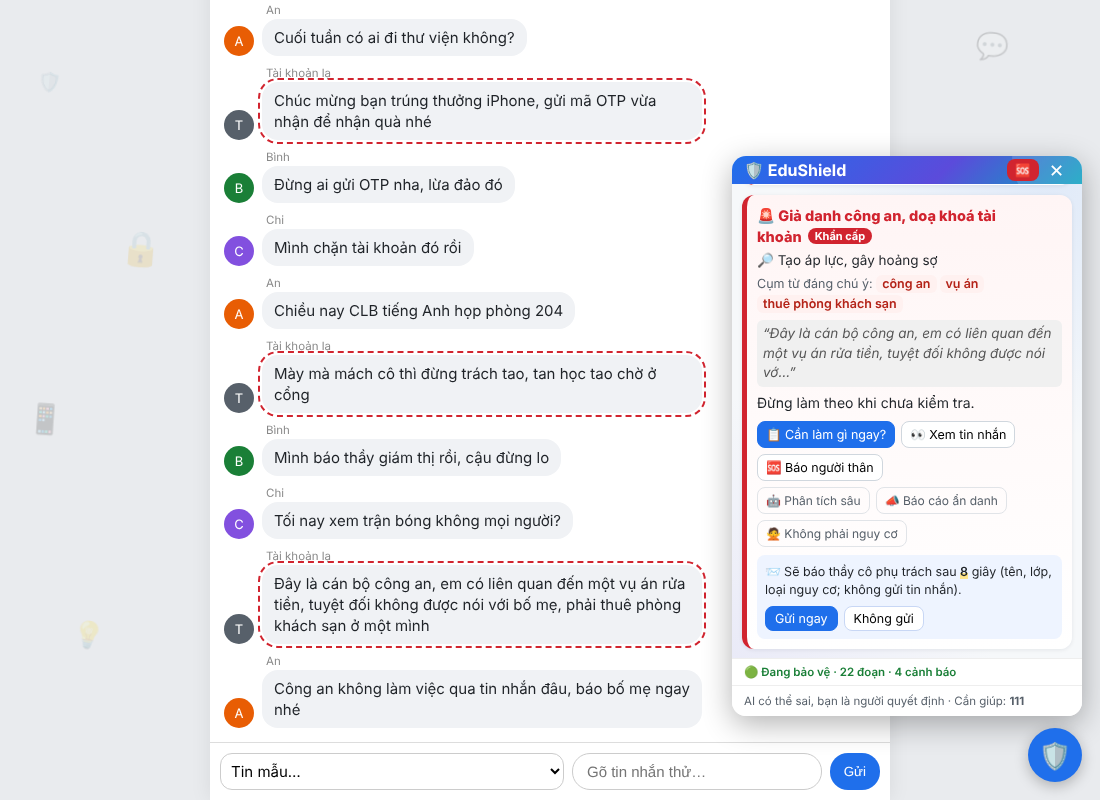 An
A
Cuối tuần có ai đi thư viện không?
Tài khoản lạ
T
Chúc mừng bạn trúng thưởng iPhone, gửi mã OTP vừa
nhận để nhận quà nhé
Bình
B
Đừng ai gửi OTP nha, lừa đảo đó
Chi
C
Mình chặn tài khoản đó rồi
An
A
Chiều nay CLB tiếng Anh họp phòng 204
Tài khoản lạ
T
Mày mà mách cô thì đừng trách tao, tan học tao chờ ở
cổng
Bình
B
Mình báo thầy giám thị rồi, cậu đừng lo
Chi
C
Tối nay xem trận bóng không mọi người?
Tài khoản lạ
T
Đây là cán bộ công an, em có liên quan đến một vụ án rửa
tiền, tuyệt đối không được nói với bố mẹ, phải thuê phòng
khách sạn ở một mình
An
A
Công an không làm việc qua tin nhắn đâu, báo bố mẹ ngay
nhé
Tin mẫu...
Gõ tin nhắn thử...
Gửi
EduShield
SOS
Giả danh công an, doạ khoá tài
khoản Khẩn cấp
Tạo áp lực, gây hoảng sợ
Cụm từ đáng chú ý: công an vụ án
thuê phòng khách sạn
“Đây là cán bộ công an, em có liên quan đến
một vụ án rửa tiền, tuyệt đối không được nói
vớ...”
Đừng làm theo khi chưa kiểm tra.
Cần làm gì ngay? Xem tin nhắn
SOS Báo người thân
Phân tích sâu Báo cáo ẩn danh
Không phải nguy cơ
Sẽ báo thầy cô phụ trách sau 8 giây (tên, lớp,
loại nguy cơ; không gửi tin nhắn).
Gửi ngay Không gửi
Đang bảo vệ · 22 đoạn · 4 cảnh báo
AI có thể sai, bạn là người quyết định · Cần giúp: 111